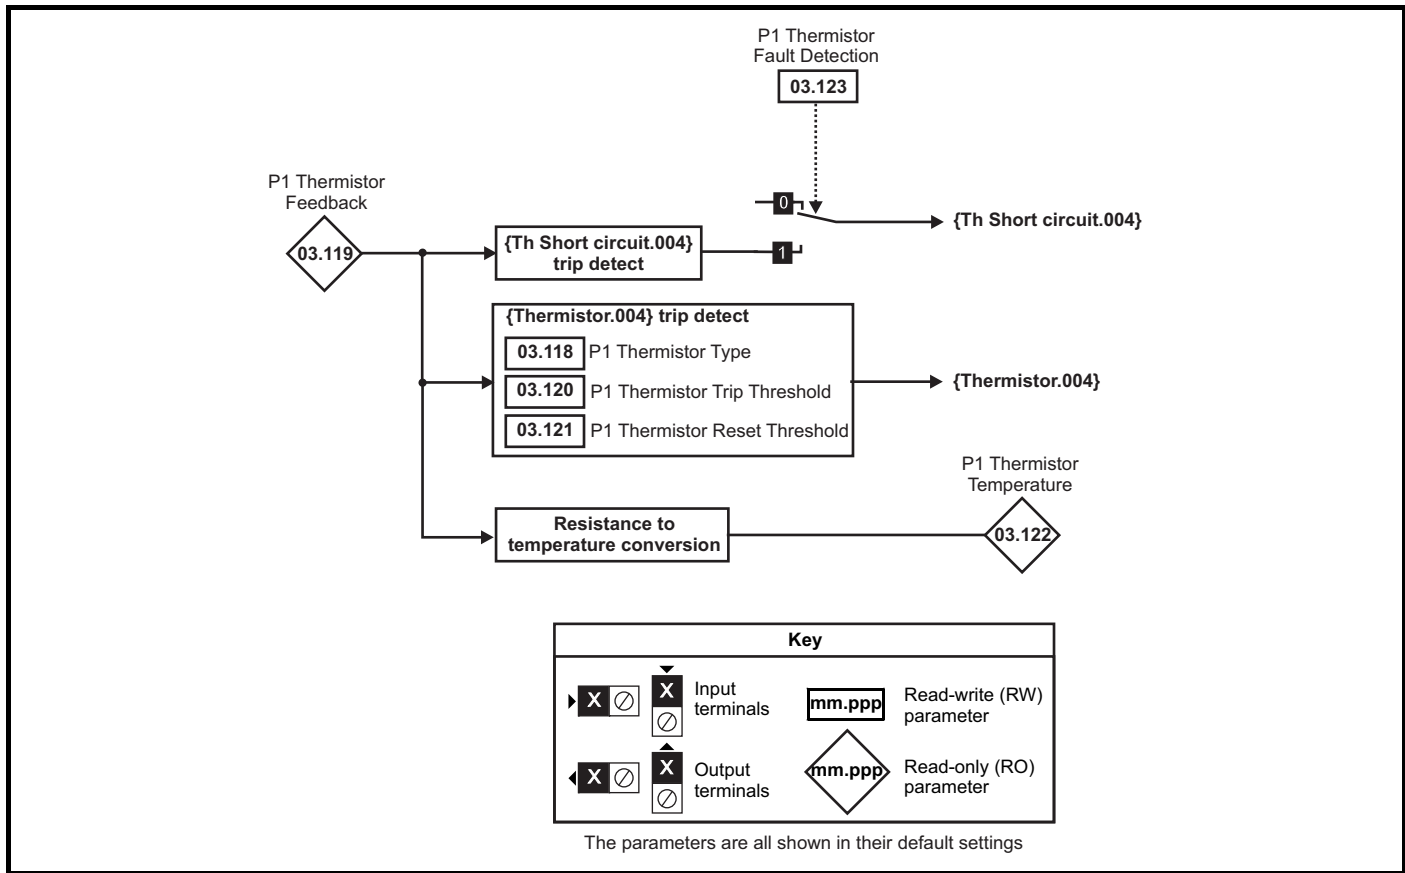 P1 Thermistor
Fault Detection
03.123
P1 Thermistor
Feedback
03.119
0
{Th Short circuit.004}
{Th Short circuit.004}
trip detect
1
{Thermistor.004} trip detect
03.118 P1 Thermistor Type
03.120 P1 Thermistor Trip Threshold
03.121 P1 Thermistor Reset Threshold
{Thermistor.004}
P1 Thermistor
Temperature
Resistance to
temperature conversion
03.122
Key
X
X
Input
terminals
mm.ppp
Read-write (RW)
parameter
X
X
Output
terminals
mm.ppp
Read-only (RO)
parameter
The parameters are all shown in their default settings